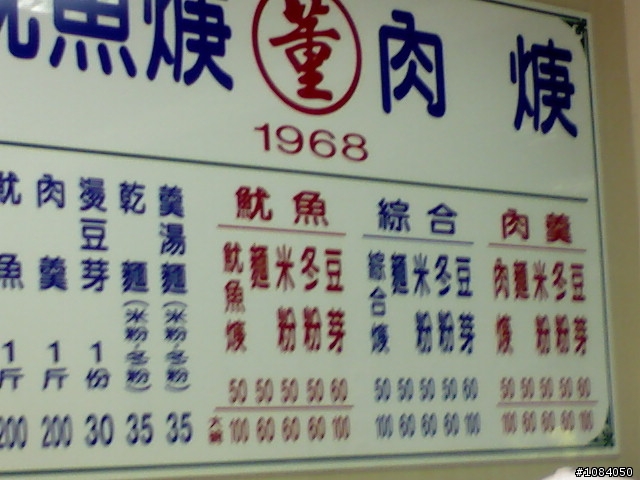 魷魚焿 董 肉焿
1968
魷魚 肉羹 燙豆芽 乾麵(米粉、冬粉) 羹湯麵(米粉、冬粉)
1斤 1斤 1份
200 200 30 35 35
魷魚 綜合 肉羹
魷魚焿 麵 米粉 冬粉 豆芽 綜合焿 麵 米粉 冬粉 豆芽 肉焿 麵 米粉 冬粉 豆芽
50 50 50 50 60 50 50 50 50 60 50 50 50 50 60
大碗 100 60 60 60 100 100 60 60 60 100 100 60 60 60 100
#1084050